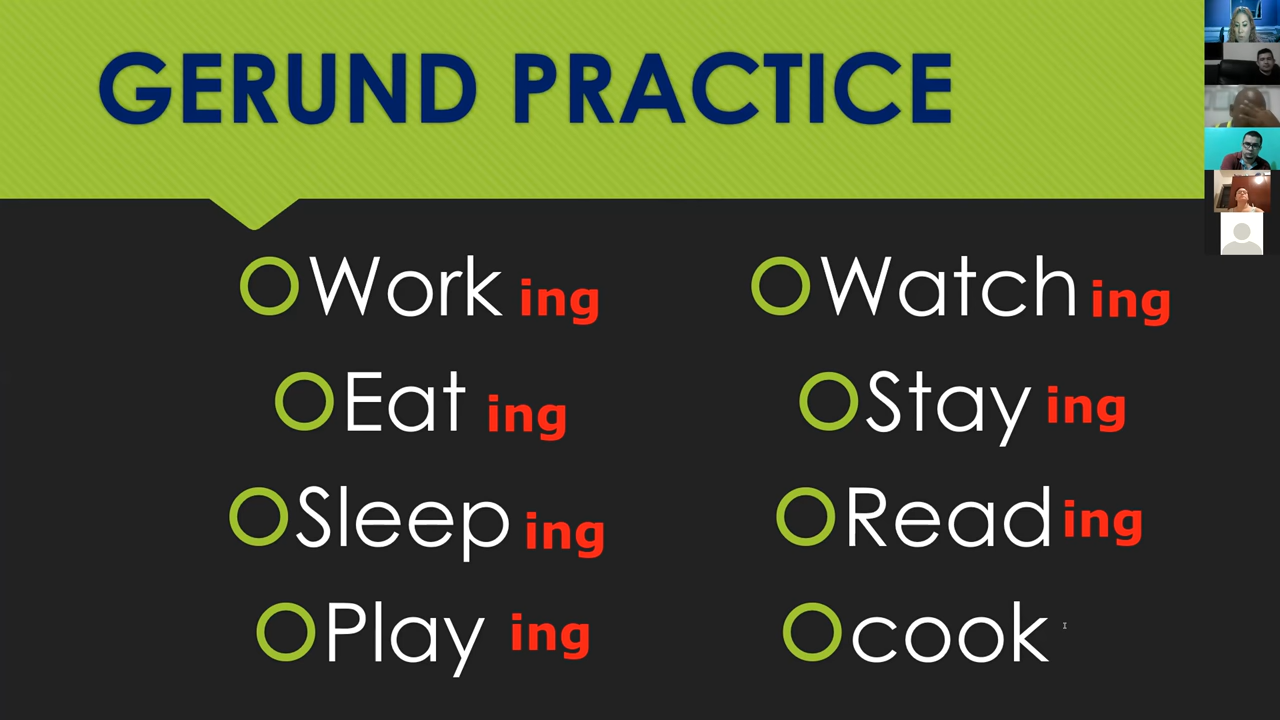 GERUND PRACTICE
Work ing
Eat ing
Sleep ing
Play ing
Watch ing
Stay ing
Read ing
cook